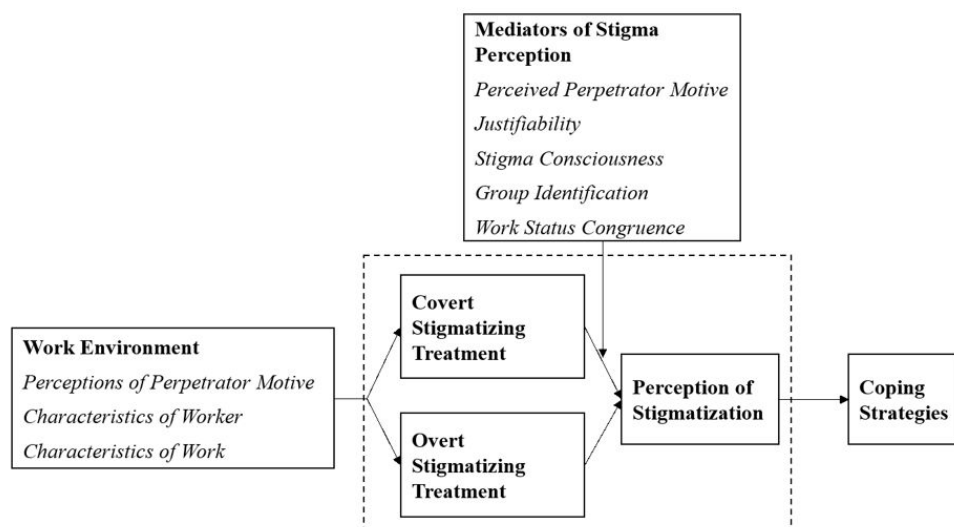 Mediators of Stigma
Perception
Perceived Perpetrator Motive
Justifiability
Stigma Consciousness
Group Identification
Work Status Congruence
Work Environment
Perceptions of Perpetrator Motive
Characteristics of Worker
Characteristics of Work
Covert
Stigmatizing
Treatment
Overt
Stigmatizing
Treatment
Perception of
Stigmatization
Coping
Strategies